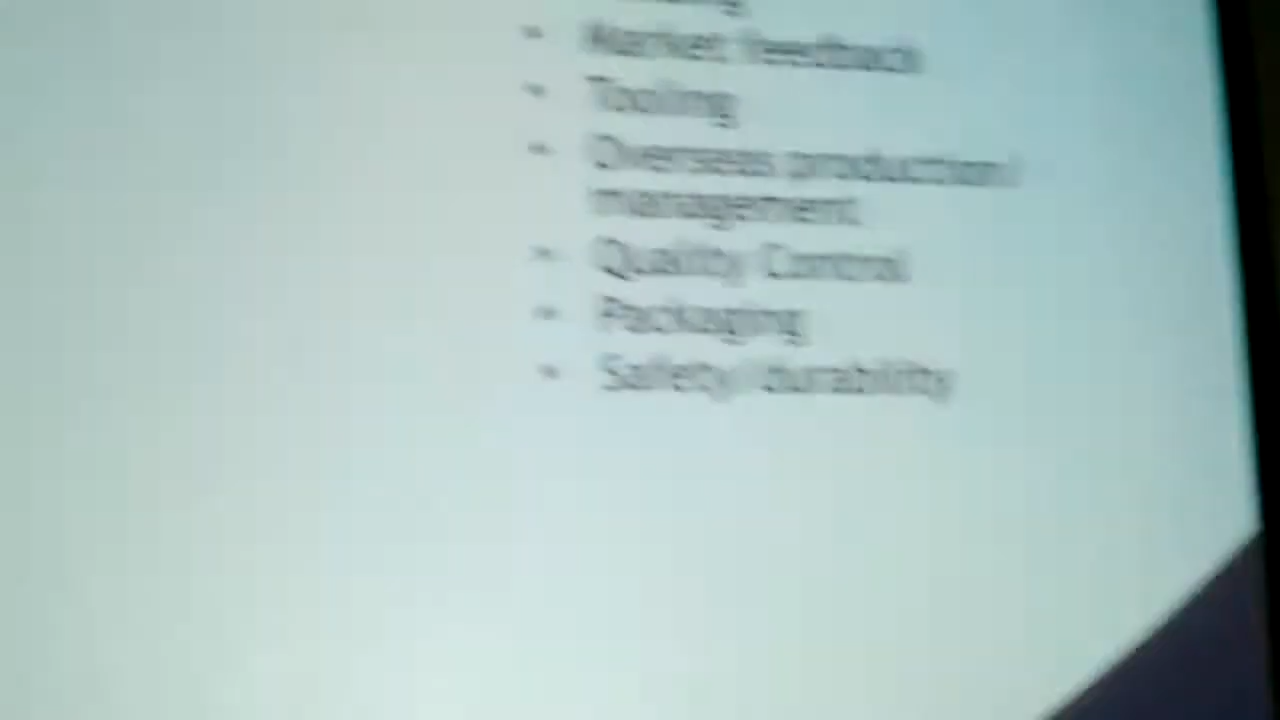 • Market feedback
• Tooling
• Overseas production/
management
• Quality Control
• Packaging
• Safety/durability